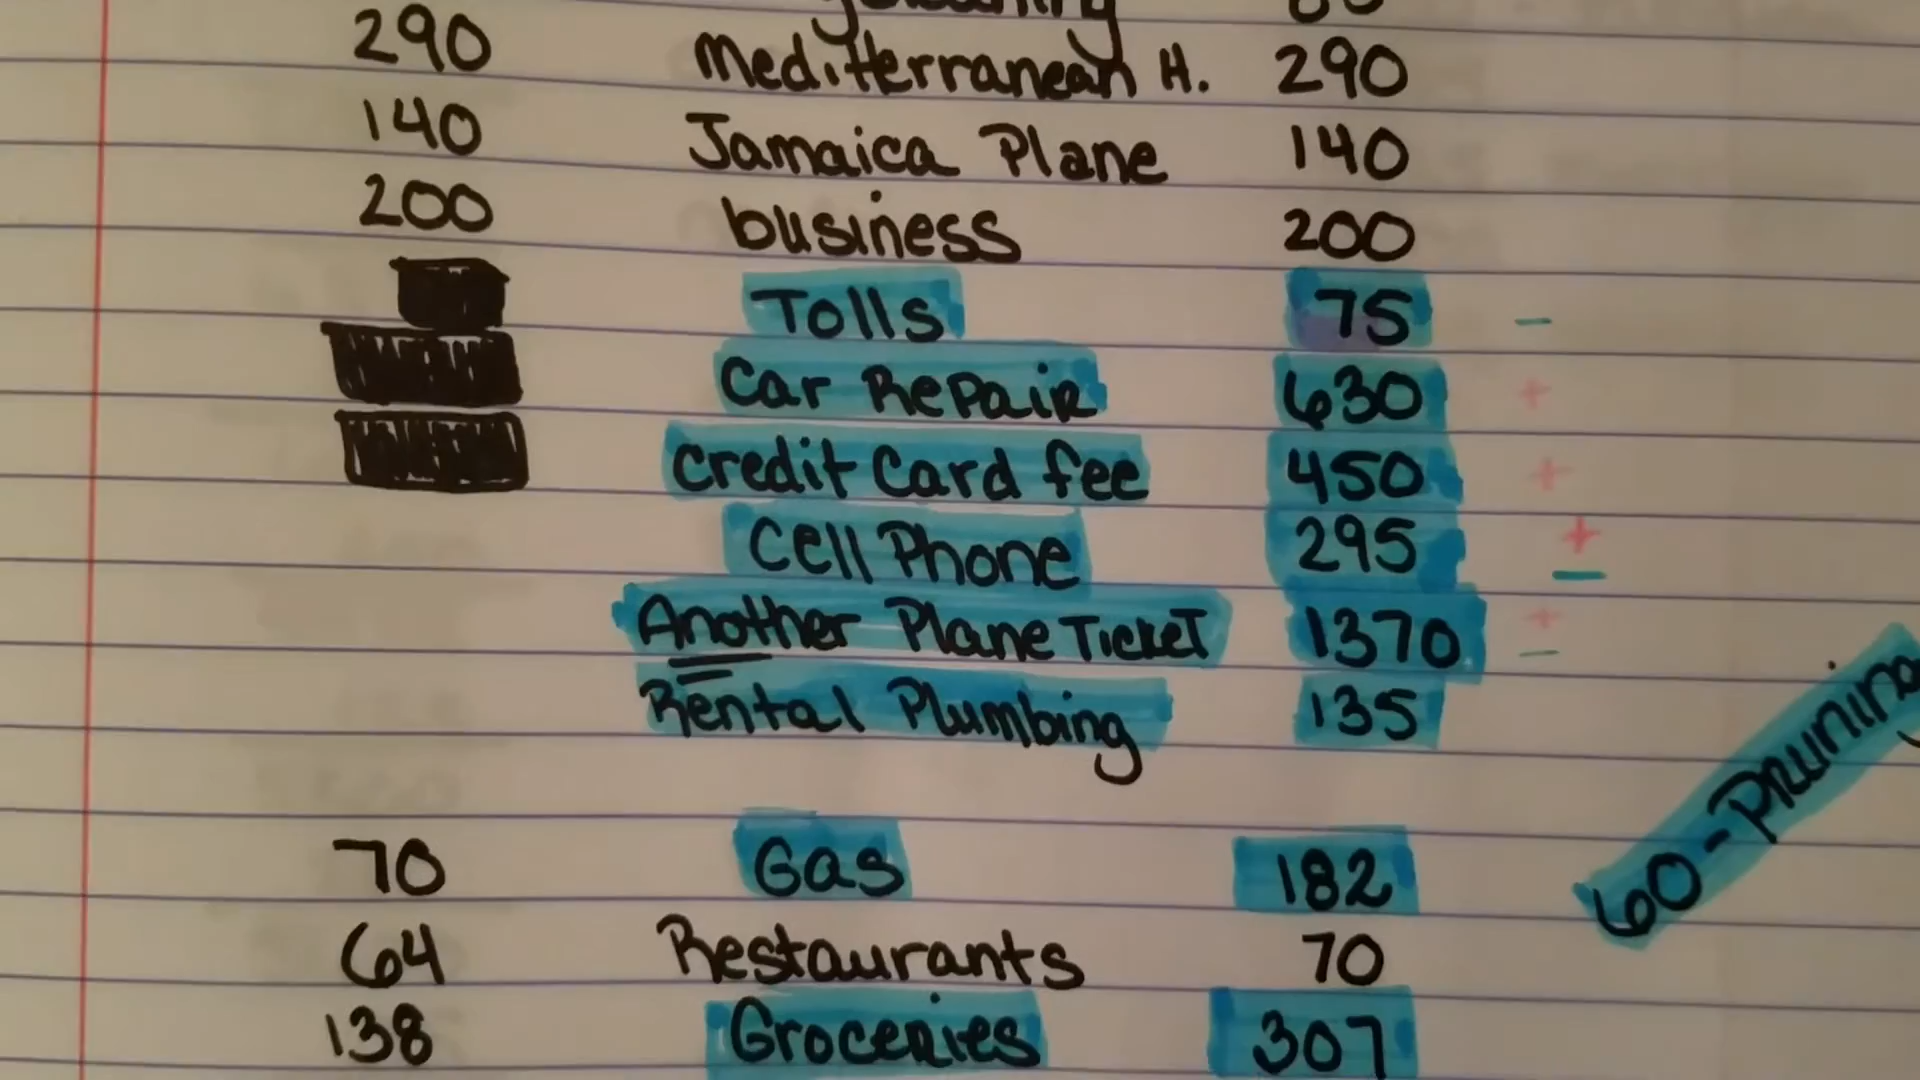 290 Mediterranean H. 290
140 Jamaica Plane 140
200 business 200
Tolls 75 -
Car Repair 630 +
Credit Card fee 450 +
Cell Phone 295 + -
Another Plane Ticket 1370 + -
Rental Plumbing 135
60 - Pruning
70 Gas 182
64 Restaurants 70
138 Groceries 307